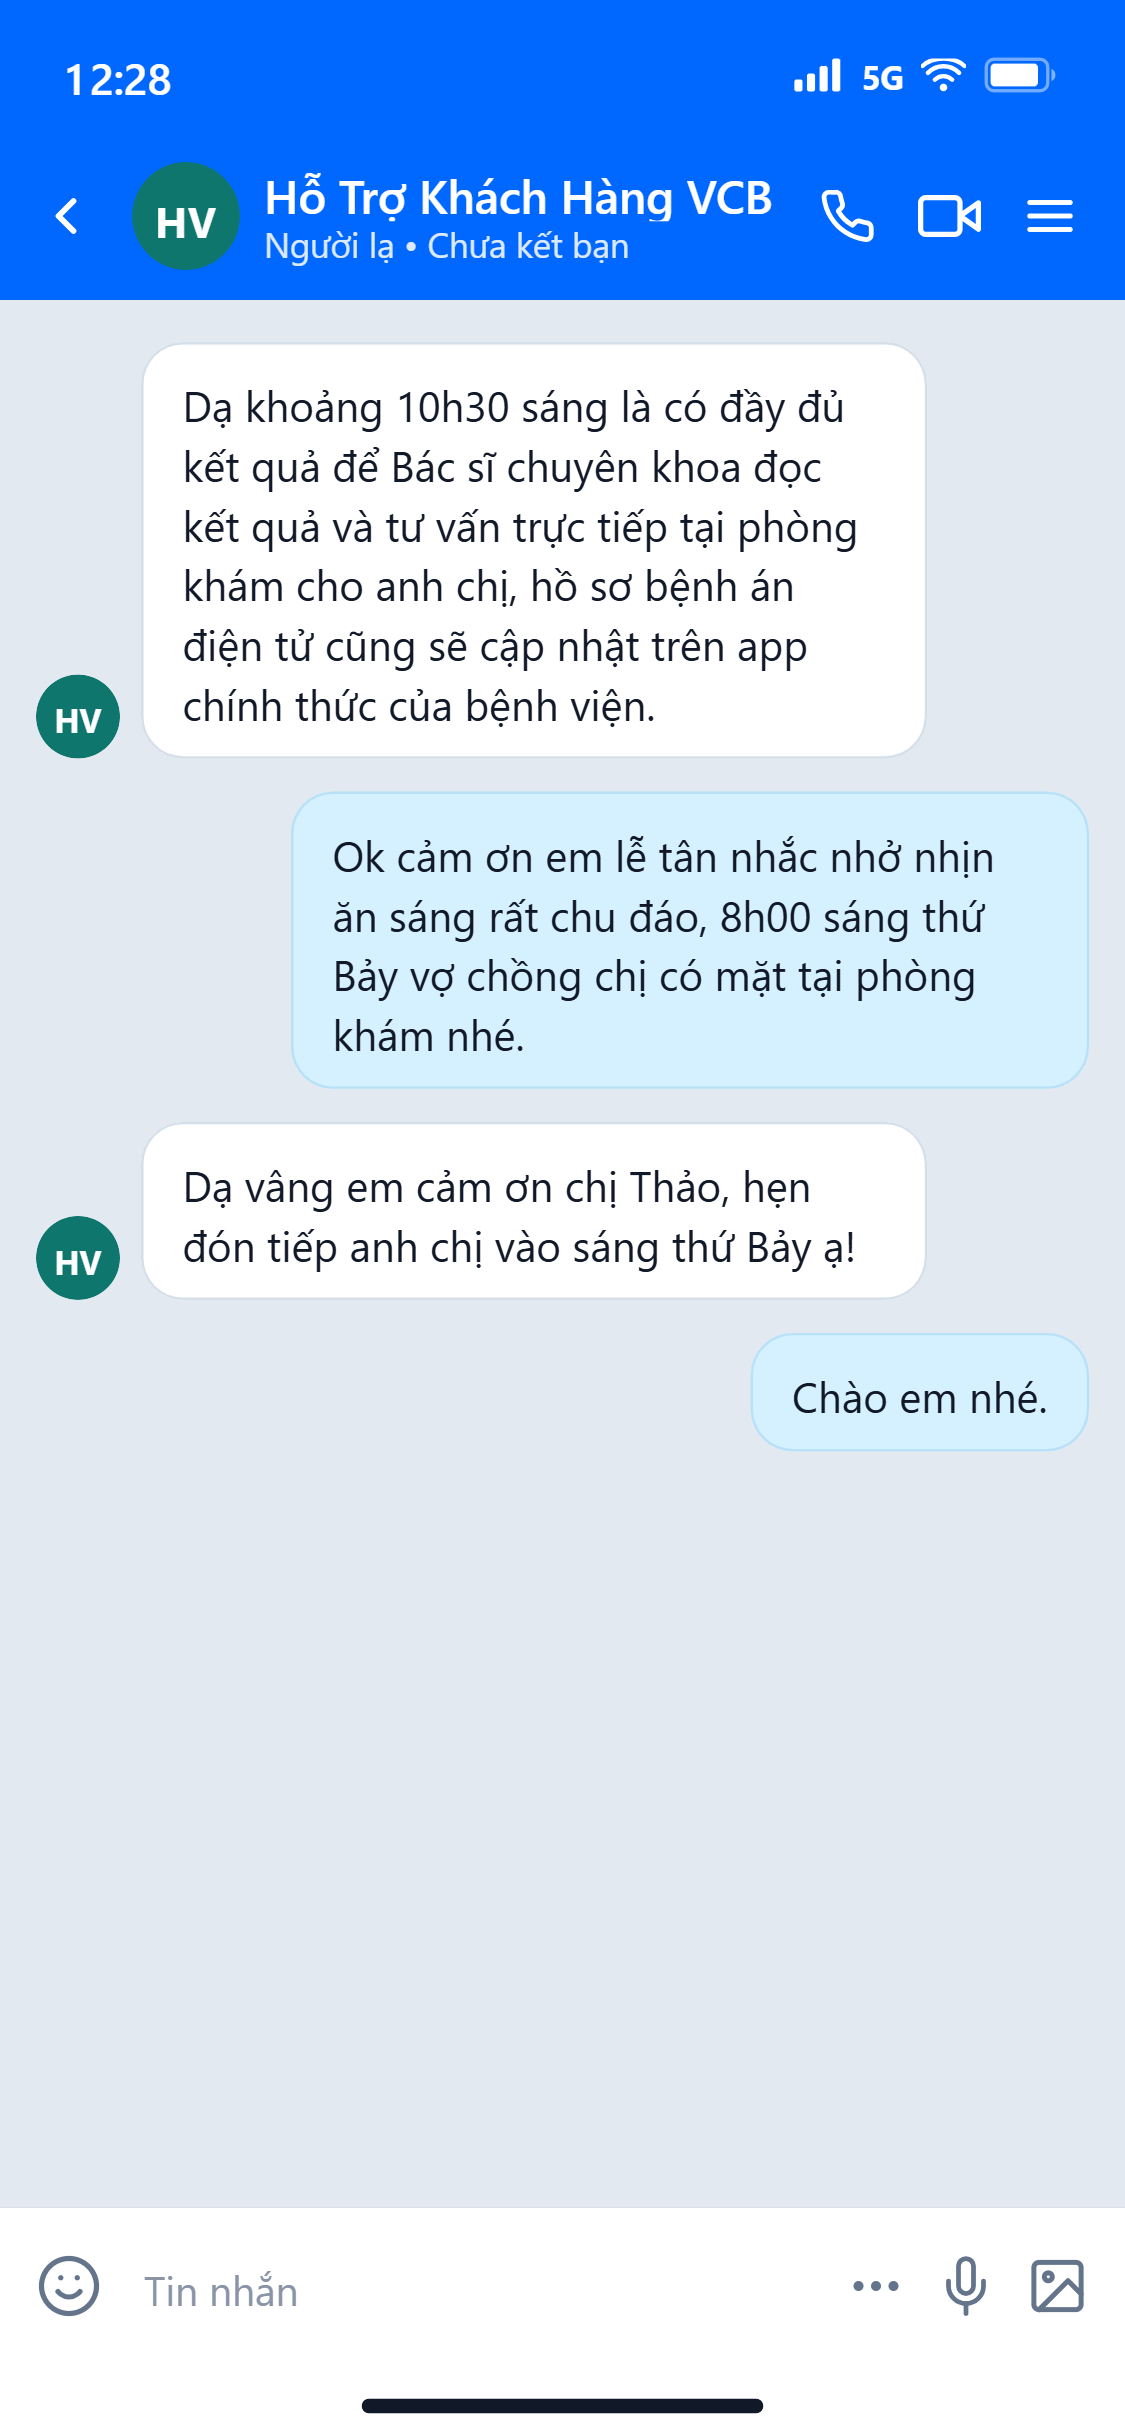 12:28
5G
HV
Hỗ Trợ Khách Hàng VCB
Người lạ • Chưa kết bạn
Dạ khoảng 10h30 sáng là có đầy đủ
kết quả để Bác sĩ chuyên khoa đọc
kết quả và tư vấn trực tiếp tại phòng
khám cho anh chị, hồ sơ bệnh án
điện tử cũng sẽ cập nhật trên app
chính thức của bệnh viện.
HV
Ok cảm ơn em lễ tân nhắc nhở nhịn
ăn sáng rất chu đáo, 8h00 sáng thứ
Bảy vợ chồng chị có mặt tại phòng
khám nhé.
Dạ vâng em cảm ơn chị Thảo, hẹn
đón tiếp anh chị vào sáng thứ Bảy ạ!
HV
Chào em nhé.
Tin nhắn